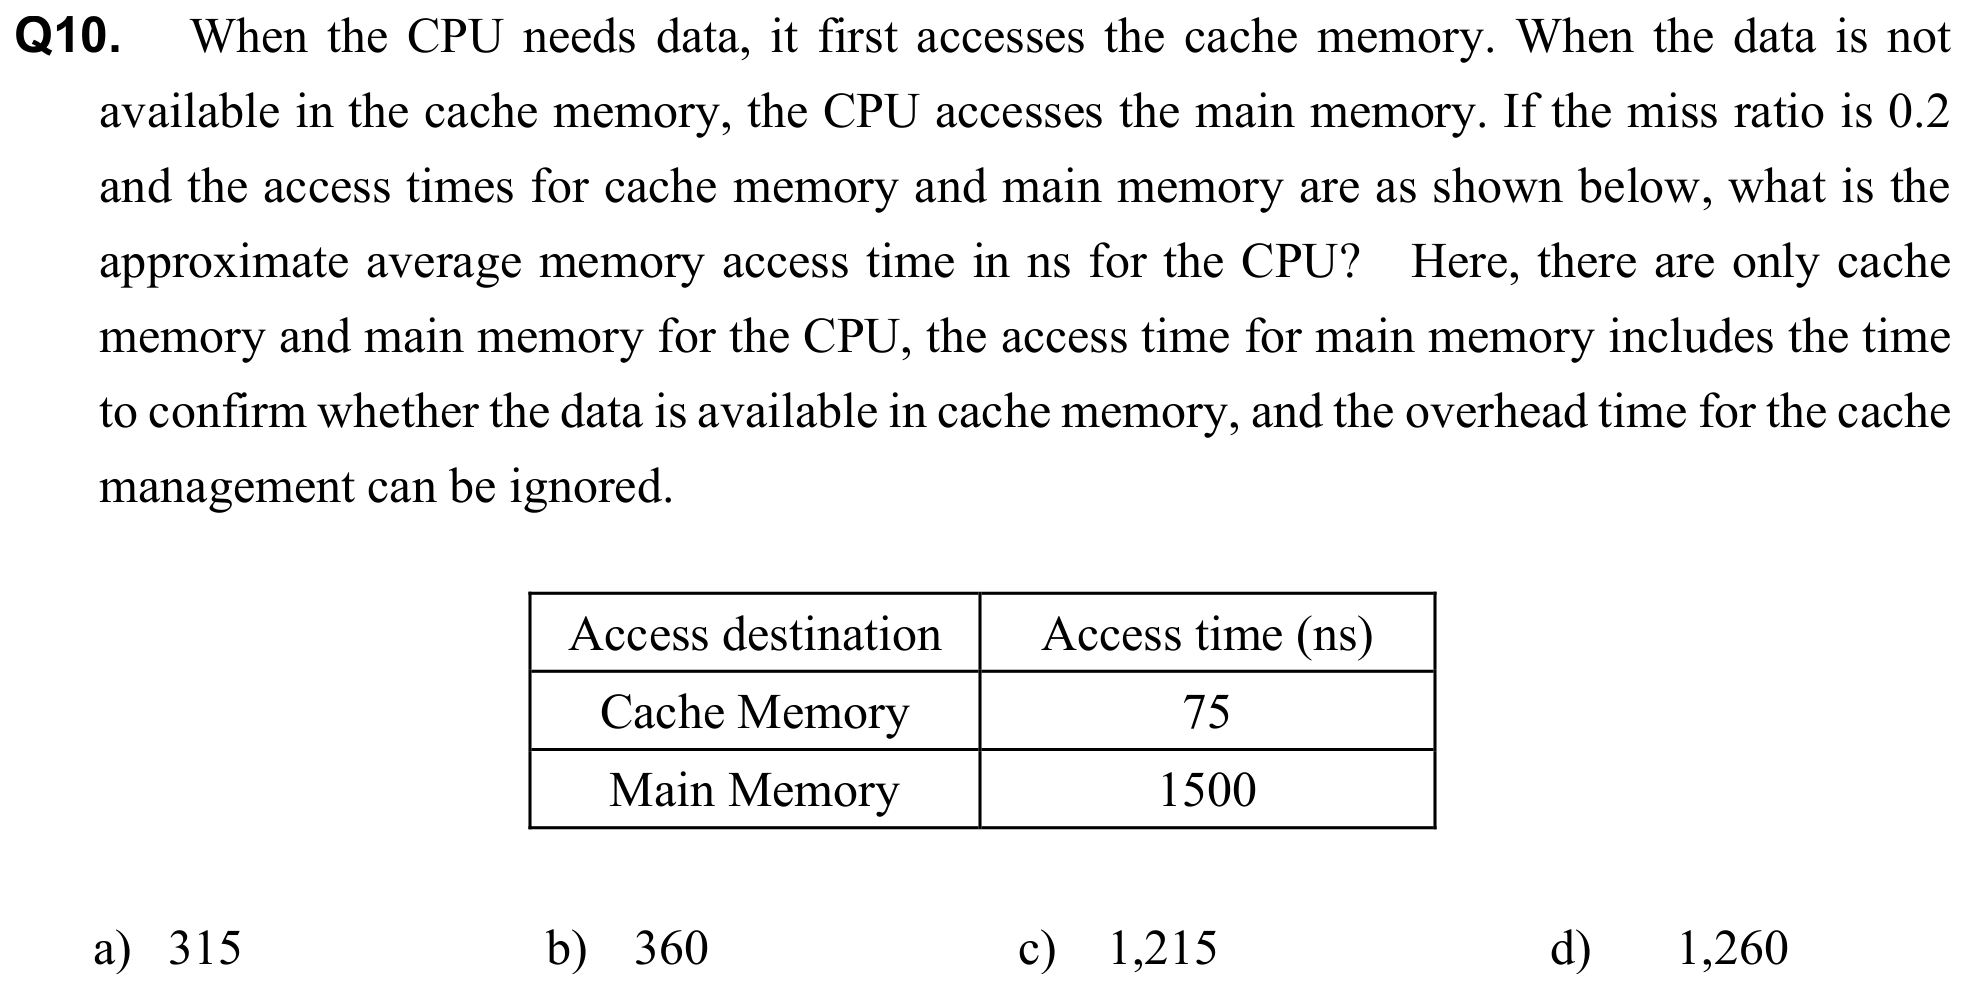 Q10. When the CPU needs data, it first accesses the cache memory. When the data is not
available in the cache memory, the CPU accesses the main memory. If the miss ratio is 0.2
and the access times for cache memory and main memory are as shown below, what is the
approximate average memory access time in ns for the CPU? Here, there are only cache
memory and main memory for the CPU, the access time for main memory includes the time
to confirm whether the data is available in cache memory, and the overhead time for the cache
management can be ignored.
Access destination Access time (ns)
Cache Memory 75
Main Memory 1500
a) 315 b) 360 c) 1,215 d) 1,260